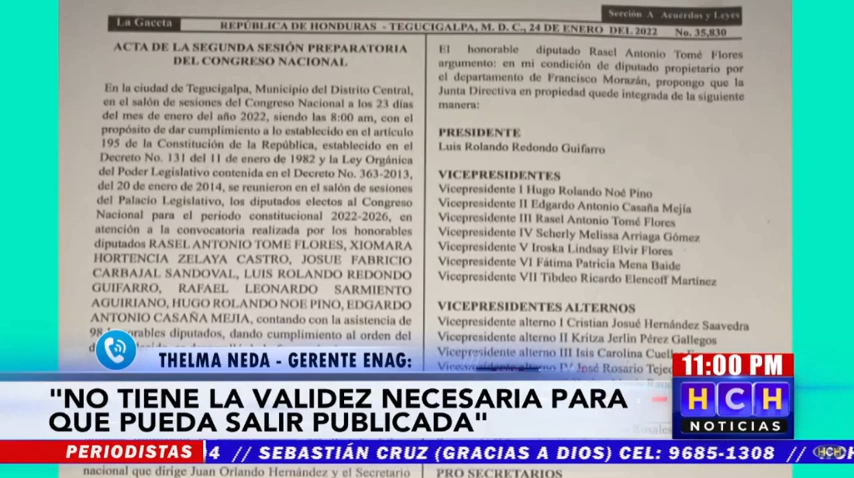 La Gaceta
Sección A Acuerdos y Leyes
REPÚBLICA DE HONDURAS - TEGUCIGALPA, M. D. C., 24 DE ENERO DEL 2022
No. 35,830
ACTA DE LA SEGUNDA SESIÓN PREPARATORIA
DEL CONGRESO NACIONAL
En la ciudad de Tegucigalpa, Municipio del Distrito Central,
en el salón de sesiones del Congreso Nacional a los 23 días
del mes de enero del año 2022, siendo las 8:00 am, con el
propósito de dar cumplimiento a lo establecido en el artículo
195 de la Constitución de la República, establecido en el
Decreto No. 131 del 11 de enero de 1982 y la Ley Orgánica
del Poder Legislativo contenida en el Decreto No. 363-2013,
del 20 de enero de 2014, se reunieron en el salón de sesiones
del Palacio Legislativo, los diputados electos al Congreso
Nacional para el período constitucional 2022-2026, en
atención a la convocatoria realizada por los honorables
diputados RASEL ANTONIO TOME FLORES, XIOMARA
HORTENCIA ZELAYA CASTRO, JOSUE FABRICIO
CARBAJAL SANDOVAL, LUIS ROLANDO REDONDO
GUIFARRO, RAFAEL LEONARDO SARMIENTO
AGUIRIANO, HUGO ROLANDO NOE PINO, EDGARDO
ANTONIO CASAÑA MEJIA, contando con la asistencia de
98 honorables diputados, dando cumplimiento al orden del
nacional que dirige Juan Orlando Hernández y el Secretario
El honorable diputado Rasel Antonio Tomé Flores
argumento: en mi condición de diputado propietario por
el departamento de Francisco Morazán, propongo que la
Junta Directiva en propiedad quede integrada de la siguiente
manera:
PRESIDENTE
Luis Rolando Redondo Guifarro
VICEPRESIDENTES
Vicepresidente I Hugo Rolando Noé Pino
Vicepresidente II Edgardo Antonio Casaña Mejía
Vicepresidente III Rasel Antonio Tomé Flores
Vicepresidente IV Scherly Melissa Arriaga Gómez
Vicepresidente V Iroska Lindsay Elvir Flores
Vicepresidente VI Fátima Patricia Mena Baide
Vicepresidente VII Tibdeo Ricardo Elencoff Martínez
VICEPRESIDENTES ALTERNOS
Vicepresidente alterno I Cristian Josué Hernández Saavedra
Vicepresidente alterno II Kritza Jerlín Pérez Gallegos
Vicepresidente alterno III Isis Carolina
Vicepresidente alterno IV José Rosario
PRO SECRETARIOS
THELMA NEDA - GERENTE ENAG:
"NO TIENE LA VALIDEZ NECESARIA PARA
QUE PUEDA SALIR PUBLICADA"
11:00 PM
HCH
NOTICIAS
PERIODISTAS
4 // SEBASTIÁN CRUZ (GRACIAS A DIOS) CEL: 9685-1308 //
HCH